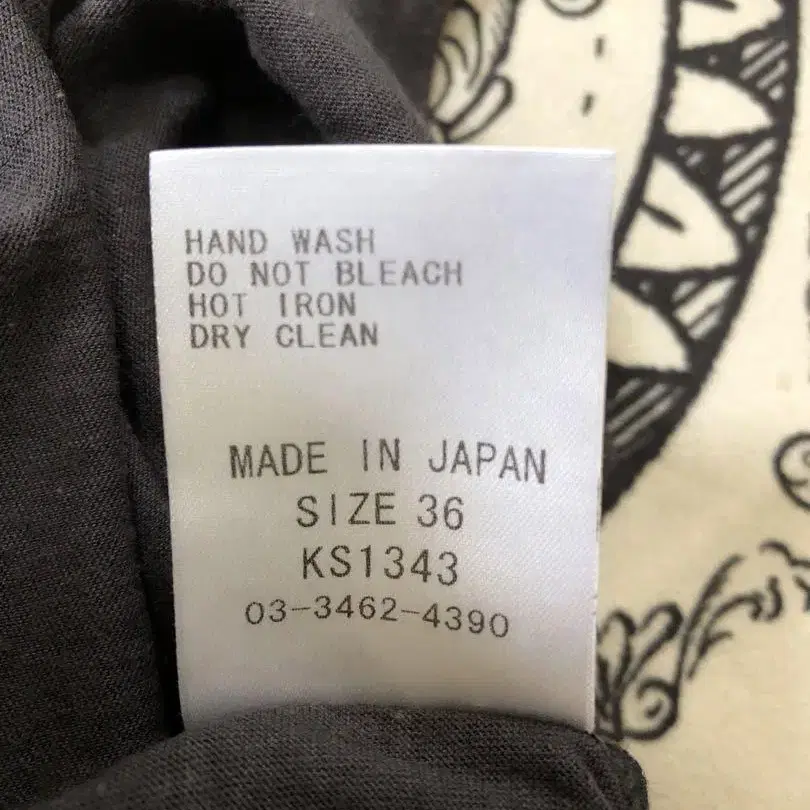 HAND WASH
DO NOT BLEACH
HOT IRON
DRY CLEAN
MADE IN JAPAN
SIZE 36
KS1343
03-3462-4390